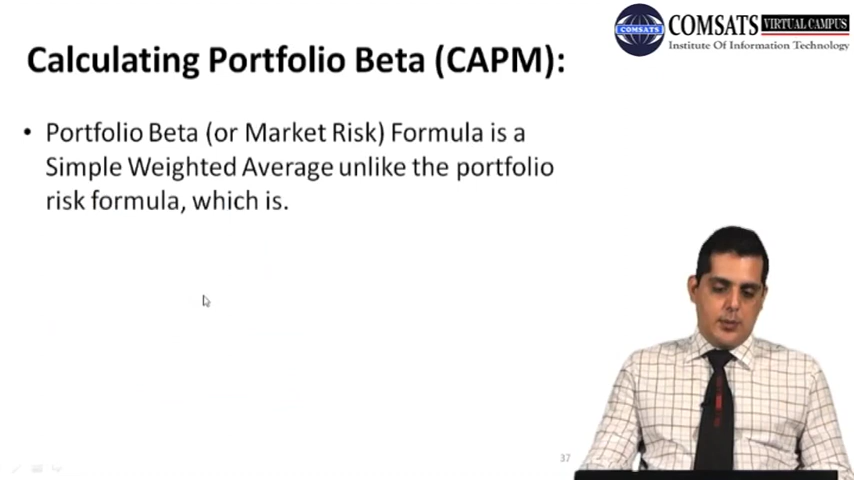 COMSATS VIRTUAL CAMPUS
COMSATS
Institute Of Information Technology
Calculating Portfolio Beta (CAPM):
• Portfolio Beta (or Market Risk) Formula is a
Simple Weighted Average unlike the portfolio
risk formula, which is.
37